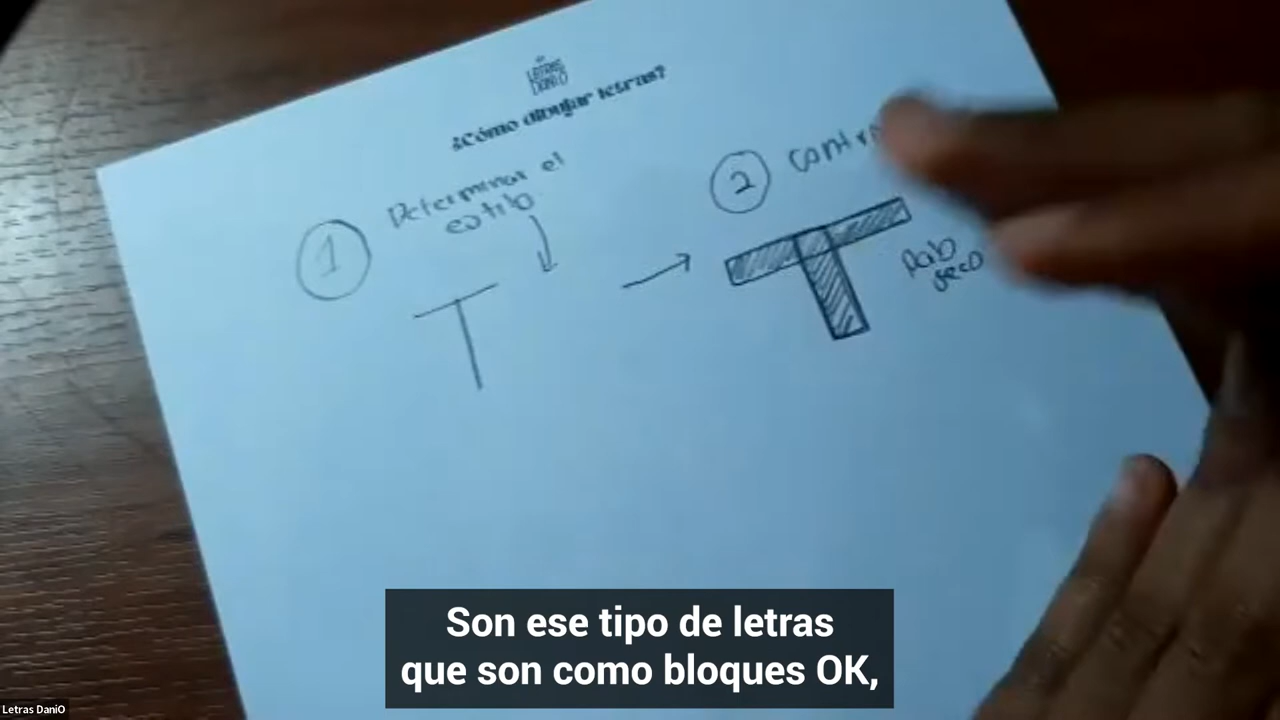 LETRAS
DANIO
¿Cómo dibujar letras?
1
Determinar el
estilo
2
Palo
seco
Son ese tipo de letras
que son como bloques OK,
Letras DaniO